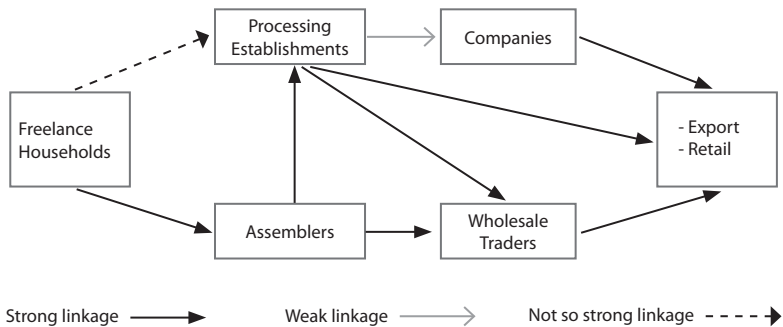 Processing
Establishments
Companies
Freelance
Households
- Export
- Retail
Assemblers
Wholesale
Traders
Strong linkage
Weak linkage
Not so strong linkage